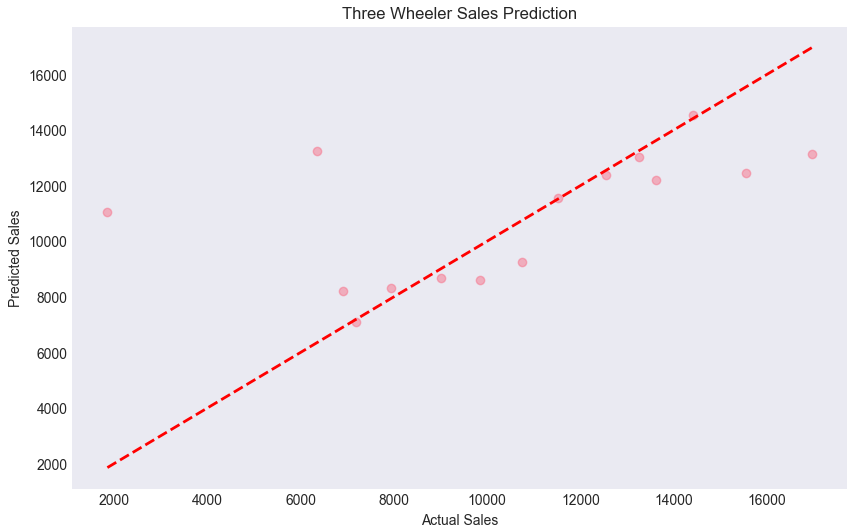 Three Wheeler Sales Prediction
Predicted Sales
16000
14000
12000
10000
8000
6000
4000
2000
2000 4000 6000 8000 10000 12000 14000 16000
Actual Sales